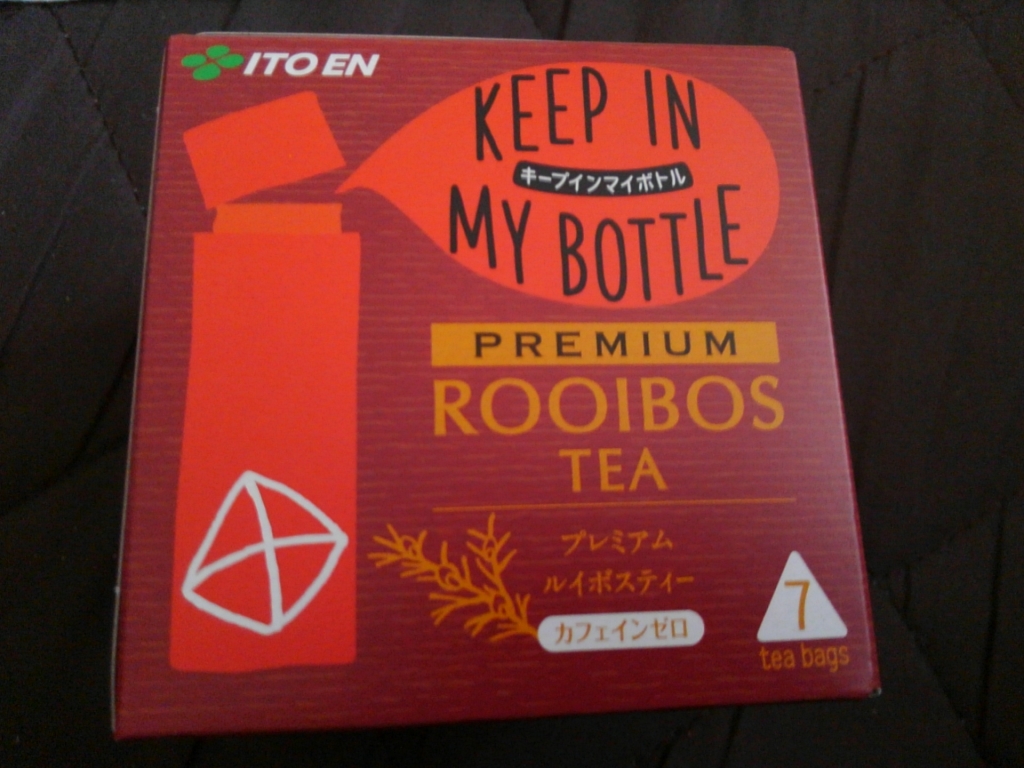 ITO EN
KEEP IN
キープインマイボトル
MY BOTTLE
PREMIUM
ROOIBOS
TEA
プレミアム
ルイボスティー
カフェインゼロ
7
tea bags